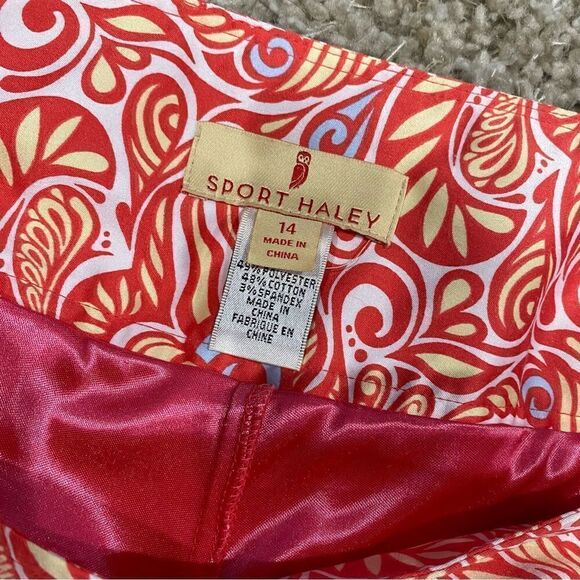 SPORT HALEY
14
MADE IN
CHINA
49% POLYESTER
48% COTTON
3% SPANDEX
MADE IN
CHINA
FABRIQUE EN
CHINE